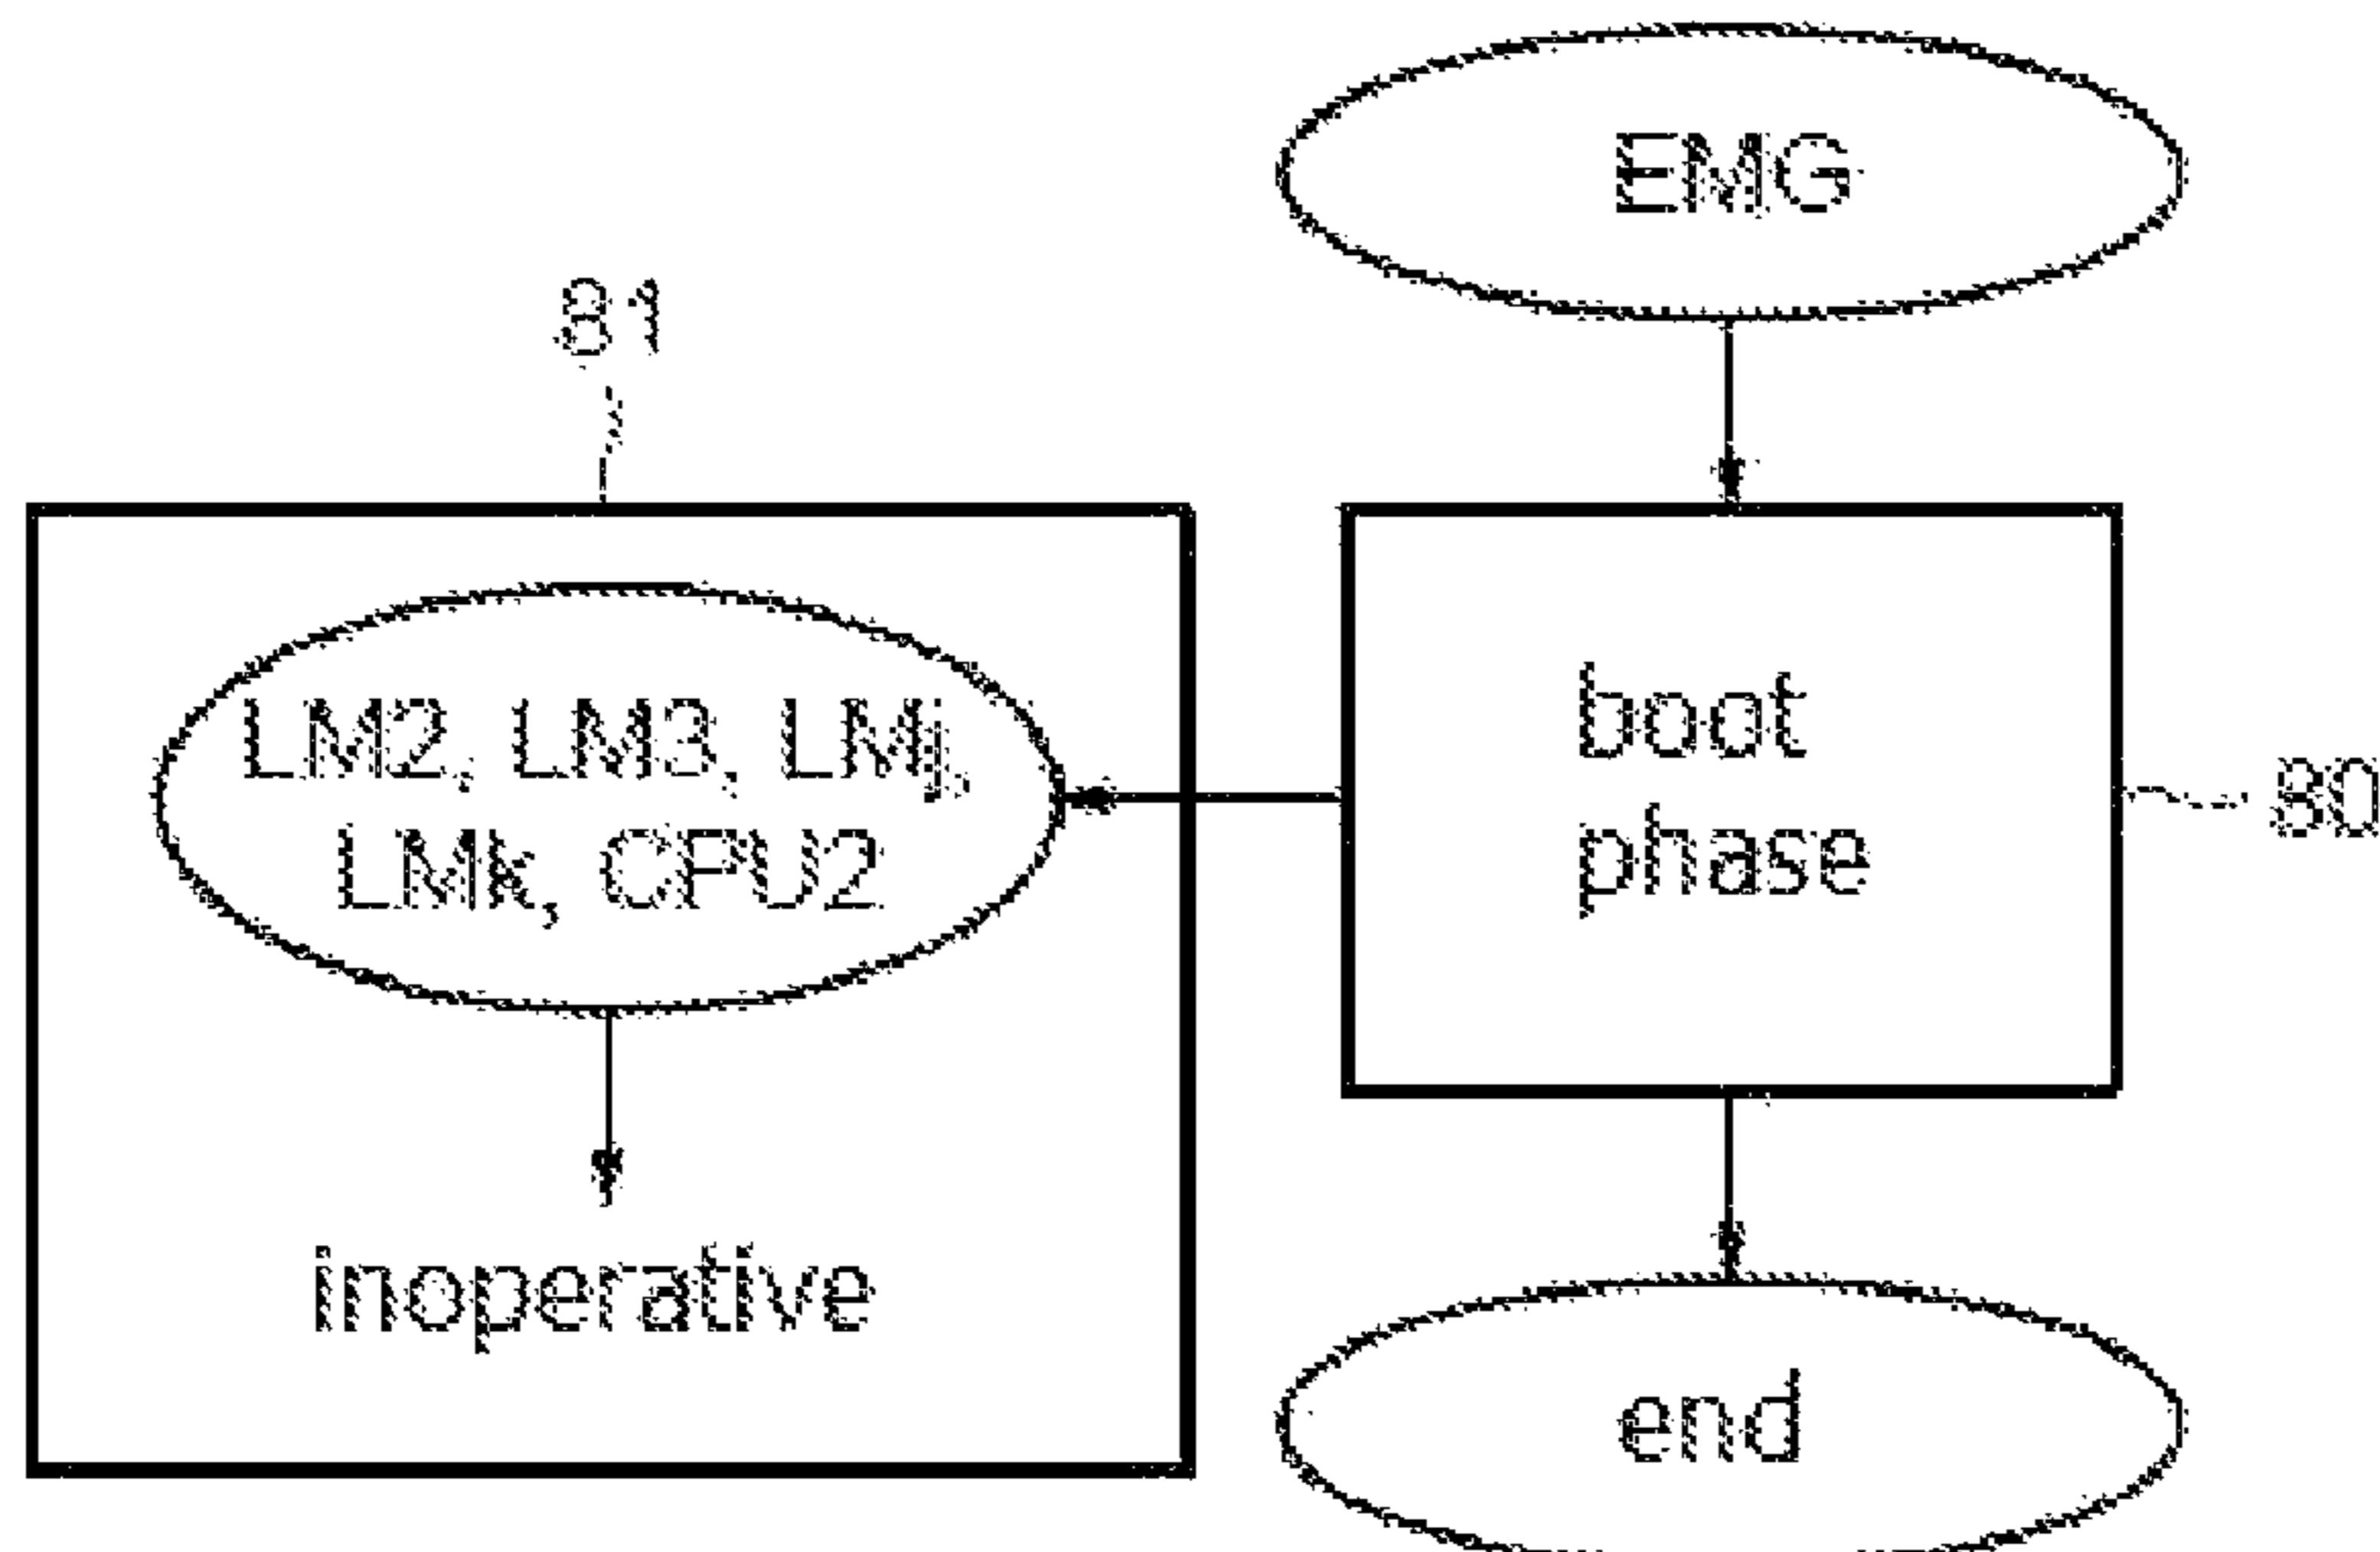 EMG
81
LM2, LM3, LMj,
LMk, CPU2
boot
phase
80
inoperative
end